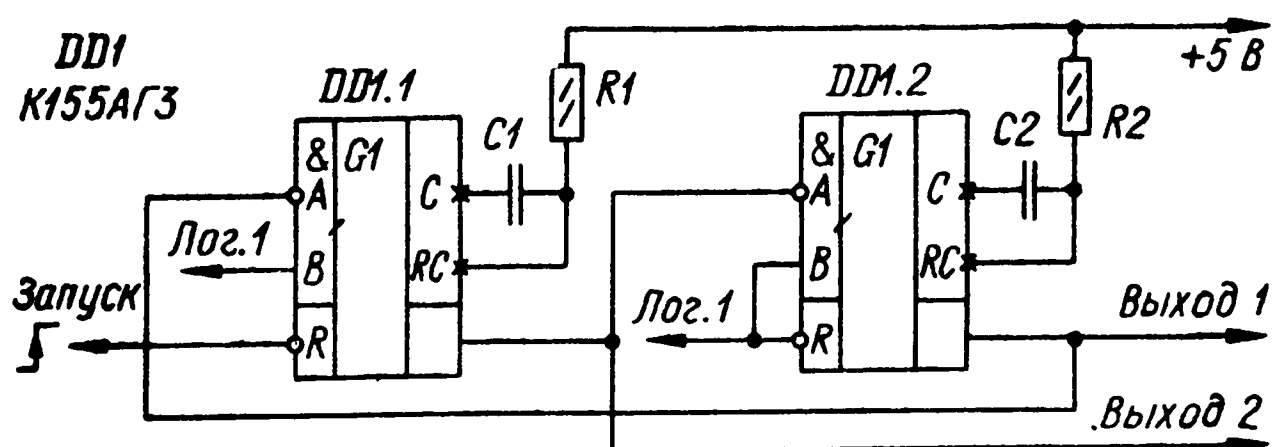 DD1
К155АГ3
DD1.1
&
G1
A
B
R
C
RC
C1
R1
Лог.1
Запуск
DD1.2
&
G1
A
B
R
C
RC
C2
R2
+5 В
Лог.1
Выход 1
Выход 2